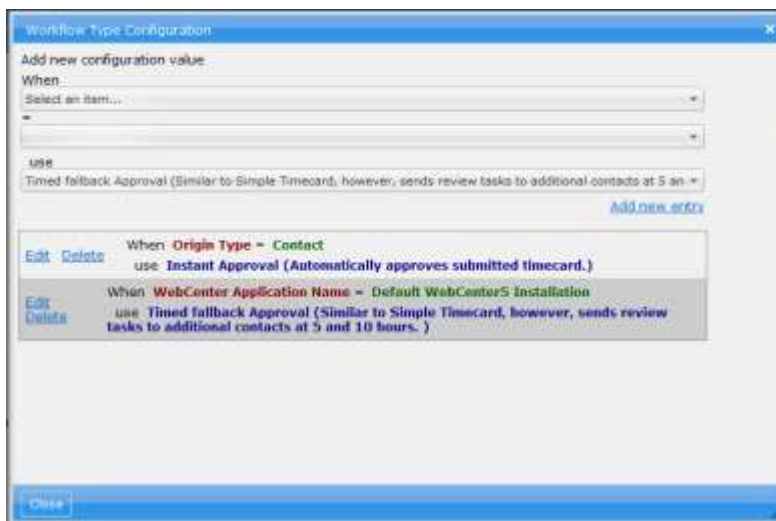 Workflow Type Configuration
Add new configuration value
When
Select an item...
=
use
Timed fallback Approval (Similar to Simple Timecard, however, sends review tasks to additional contacts at 5 an
Add new entry
Edit Delete When Origin Type = Contact
use Instant Approval (Automatically approves submitted timecard.)
When WebCenter Application Name = Default WebCenter5 Installation
Edit
Delete
use Timed fallback Approval (Similar to Simple Timecard, however, sends review
tasks to additional contacts at 5 and 10 hours. )
Close